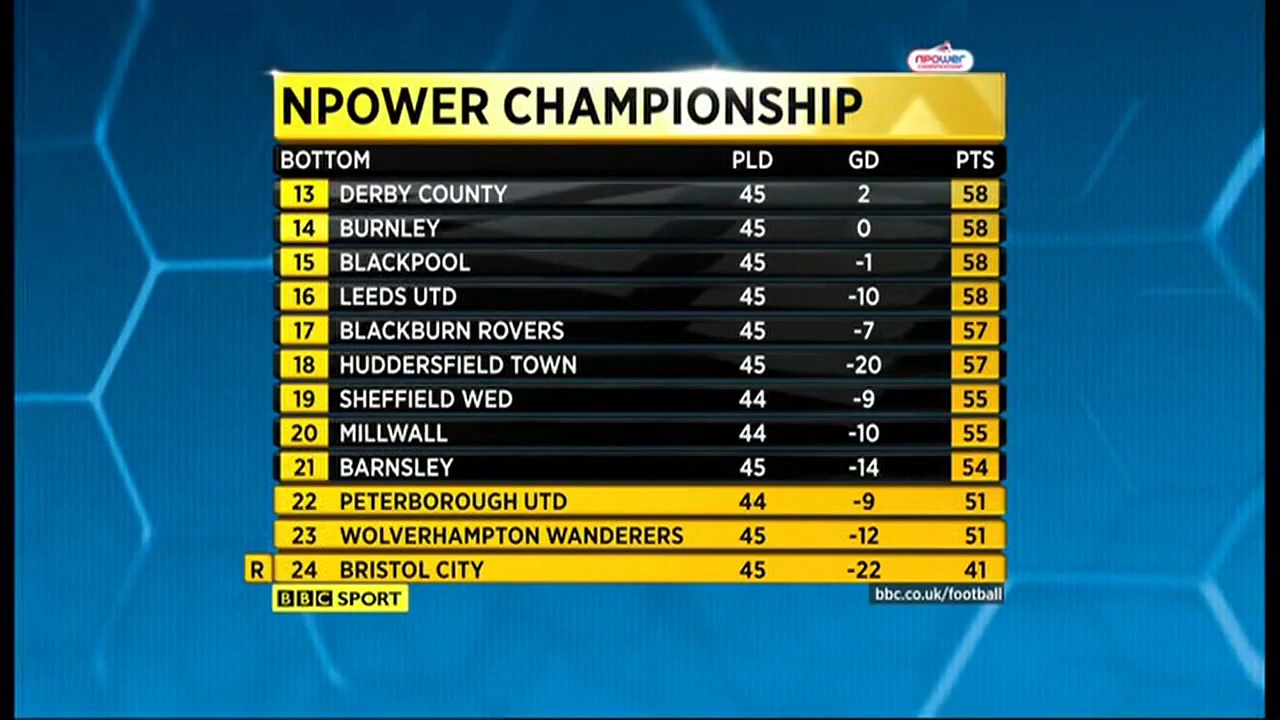 npower
NPOWER CHAMPIONSHIP
BOTTOM PLD GD PTS
13 DERBY COUNTY 45 2 58
14 BURNLEY 45 0 58
15 BLACKPOOL 45 -1 58
16 LEEDS UTD 45 -10 58
17 BLACKBURN ROVERS 45 -7 57
18 HUDDERSFIELD TOWN 45 -20 57
19 SHEFFIELD WED 44 -9 55
20 MILLWALL 44 -10 55
21 BARNSLEY 45 -14 54
22 PETERBOROUGH UTD 44 -9 51
23 WOLVERHAMPTON WANDERERS 45 -12 51
R 24 BRISTOL CITY 45 -22 41
BBC SPORT bbc.co.uk/football